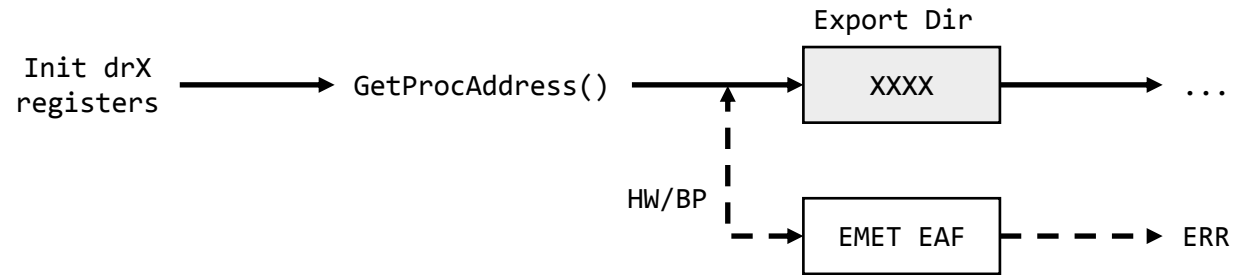 Export Dir
Init drX
registers
GetProcAddress()
XXXX
...
HW/BP
EMET EAF
ERR